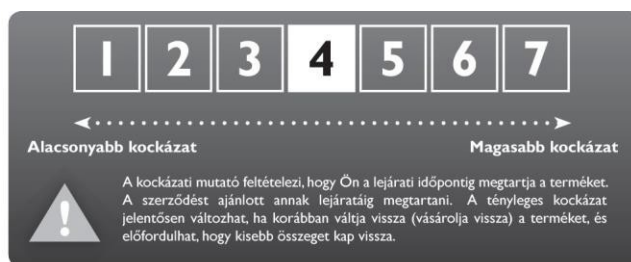 1 2 3 4 5 6 7
Alacsonyabb kockázat Magasabb kockázat
A kockázati mutató feltételezi, hogy Ön a lejárati időpontig megtartja a terméket.
A szerződést ajánlott annak lejáratáig megtartani. A tényleges kockázat
jelentősen változhat, ha korábban váltja vissza (vásárolja vissza) a terméket, és
előfordulhat, hogy kisebb összeget kap vissza.